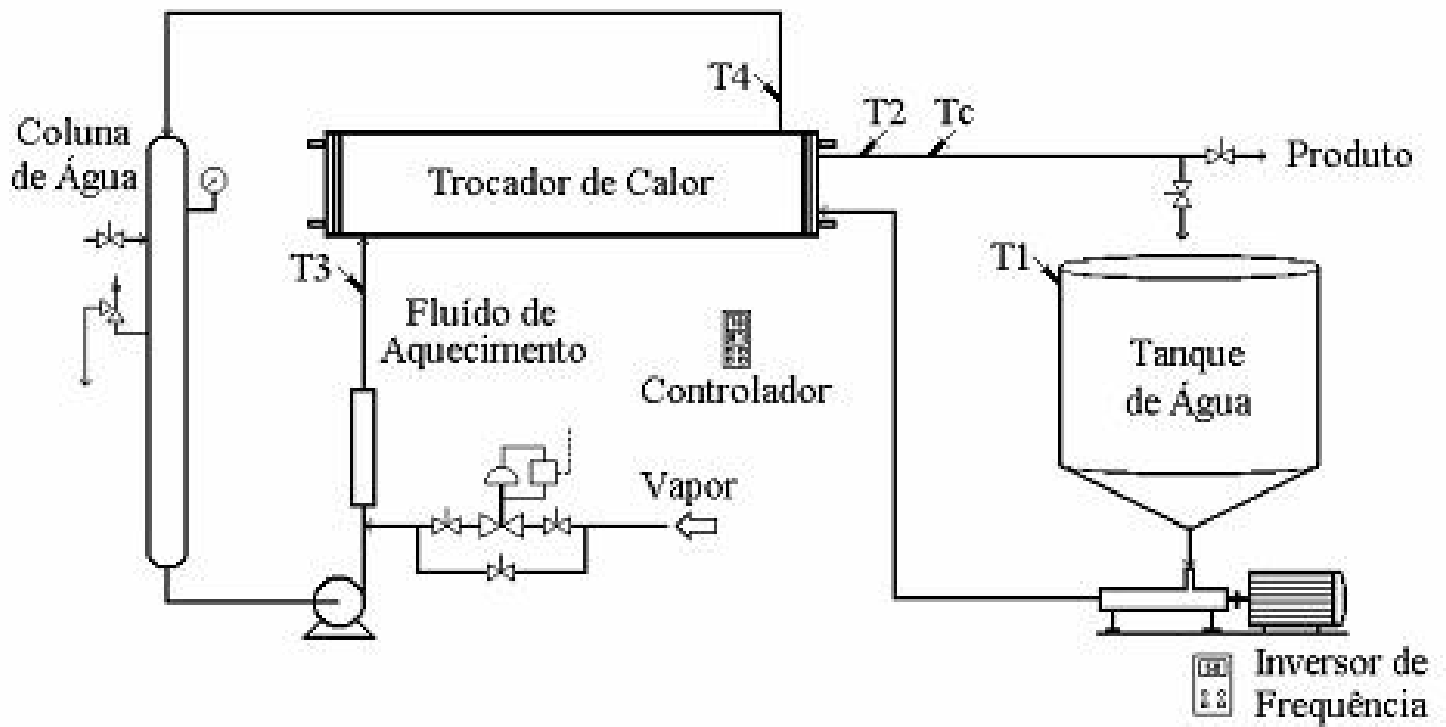 T4
Coluna
de Água
T2
Tc
Produto
Trocador de Calor
T3
T1
Fluído de
Aquecimento
Controlador
Tanque
de Água
Vapor
Inversor de
Frequência